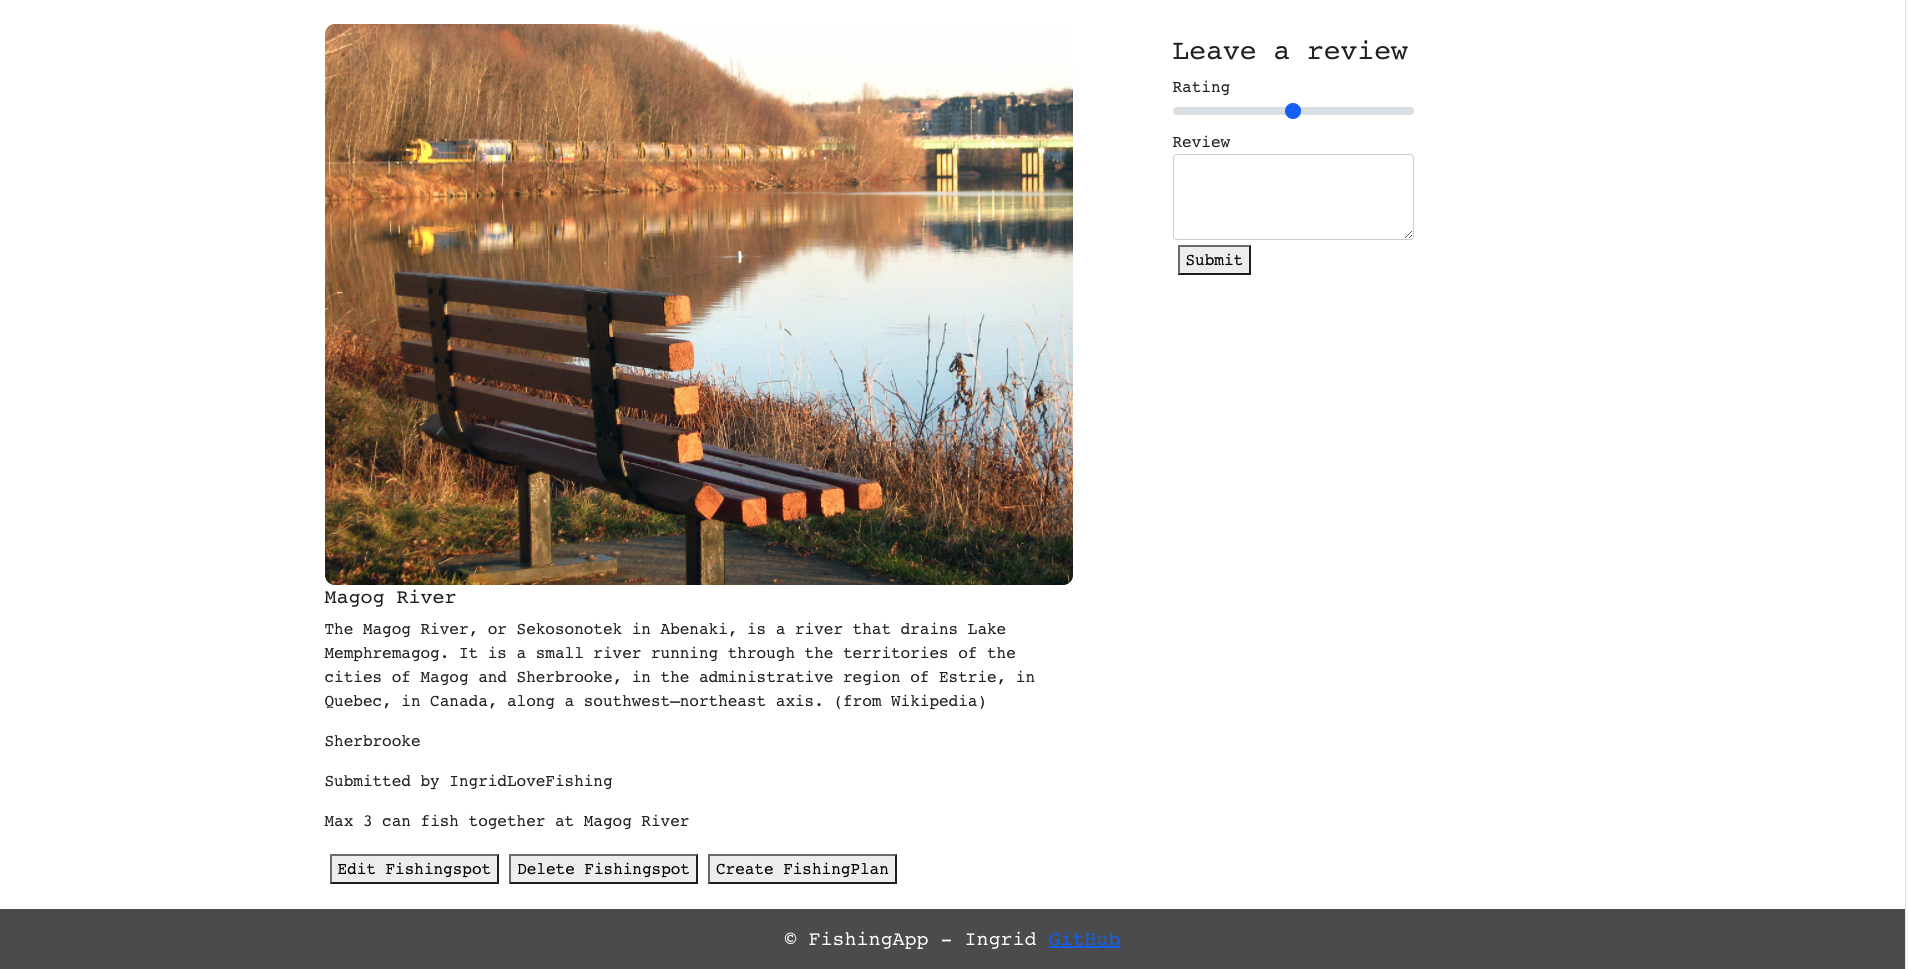 Leave a review
Rating
Review
Submit
Magog River
The Magog River, or Sekosonotek in Abenaki, is a river that drains Lake
Memphremagog. It is a small river running through the territories of the
cities of Magog and Sherbrooke, in the administrative region of Estrie, in
Quebec, in Canada, along a southwest–northeast axis. (from Wikipedia)
Sherbrooke
Submitted by IngridLoveFishing
Max 3 can fish together at Magog River
Edit Fishingspot Delete Fishingspot Create FishingPlan
© FishingApp - Ingrid GitHub